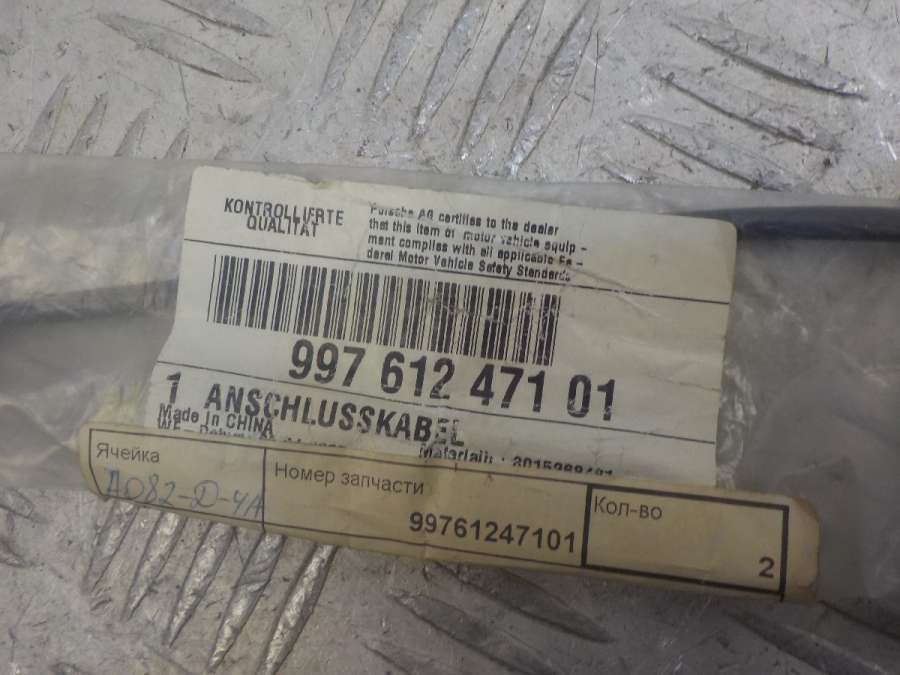 KONTROLLIERTE
QUALITÄT
Porsche AG certifies to the dealer
that this item of motor vehicle equip -
ment complies with all applicable Fe -
deral Motor Vehicle Safety Standards
997 612 471 01
1 ANSCHLUSSKABEL
Made in CHINA
Ячейка
A082-D-4A
Номер запчасти
99761247101
Кол-во
2